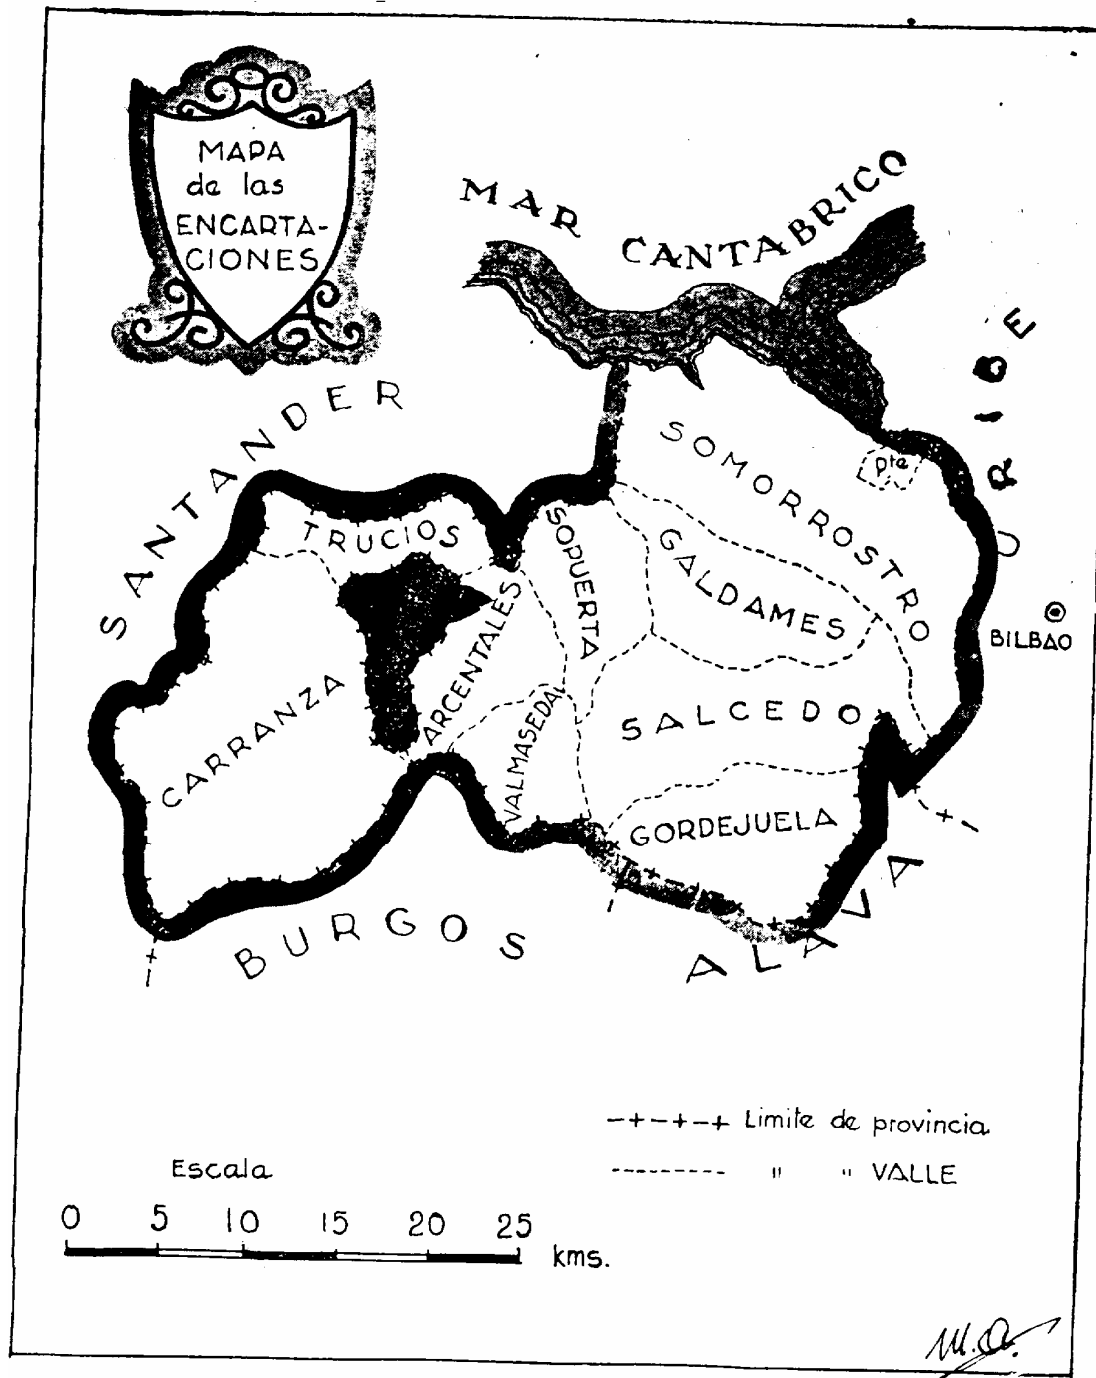 MAPA
de las
ENCARTA-
CIONES
MAR CANTABRICO
SANTANDER
URIBE
SOMORROSTRO
Pte
TRUCIOS
SOPUERTA
GALDAMES
BILBAO
ARCENTALES
CARRANZA
VALMASEDA
SALCEDO
GORDEJUELA
BURGOS
ALAVA
-+-+-+ Limite de provincia
-------- " " VALLE
Escala
0 5 10 15 20 25
kms.
M.A.